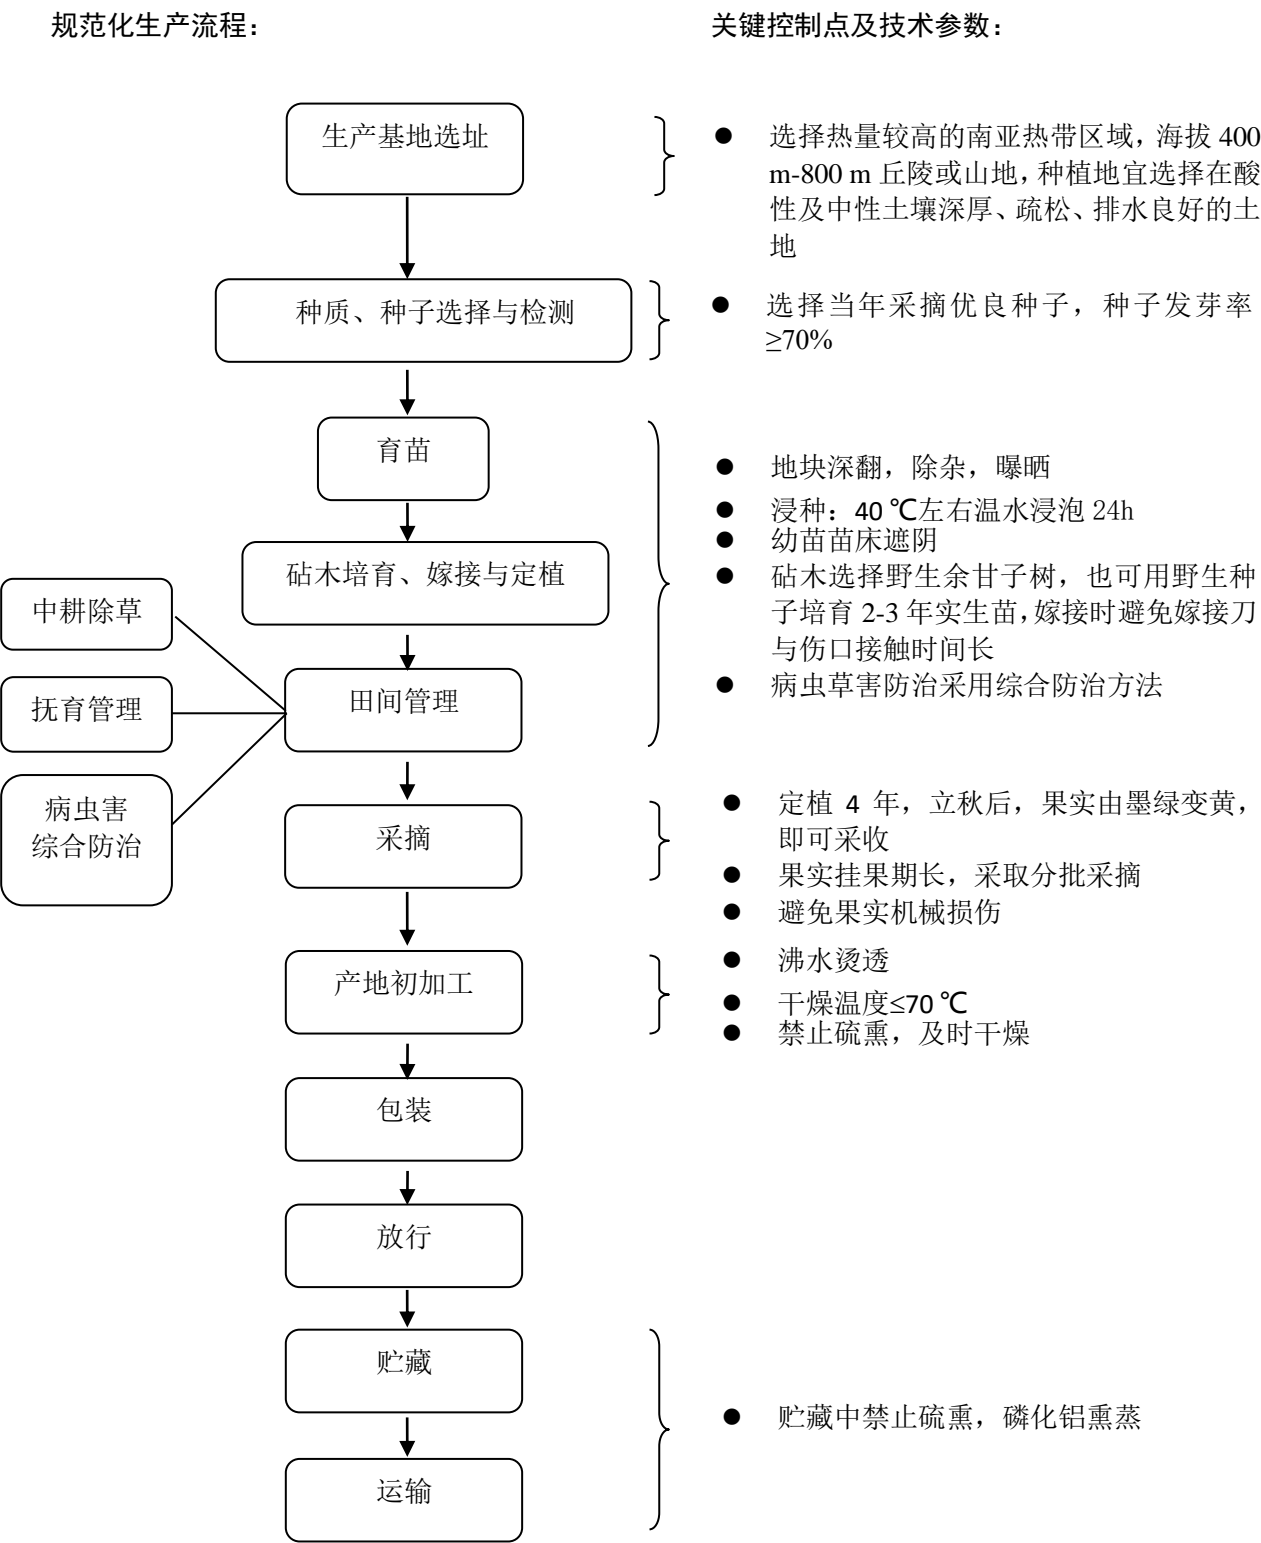 规范化生产流程：
关键控制点及技术参数：
生产基地选址
● 选择热量较高的南亚热带区域，海拔 400
m-800 m 丘陵或山地，种植地宜选择在酸
性及中性土壤深厚、疏松、排水良好的土
地
种质、种子选择与检测
● 选择当年采摘优良种子，种子发芽率
≥70%
育苗
砧木培育、嫁接与定植
中耕除草
抚育管理
病虫害
综合防治
田间管理
● 地块深翻，除杂，曝晒
● 浸种：40 ℃左右温水浸泡 24h
● 幼苗苗床遮阴
● 砧木选择野生余甘子树，也可用野生种
子培育 2-3 年实生苗，嫁接时避免嫁接刀
与伤口接触时间长
● 病虫草害防治采用综合防治方法
采摘
● 定植 4 年，立秋后，果实由墨绿变黄，
即可采收
● 果实挂果期长，采取分批采摘
● 避免果实机械损伤
产地初加工
● 沸水烫透
● 干燥温度≤70 ℃
● 禁止硫熏，及时干燥
包装
放行
贮藏
运输
● 贮藏中禁止硫熏，磷化铝熏蒸